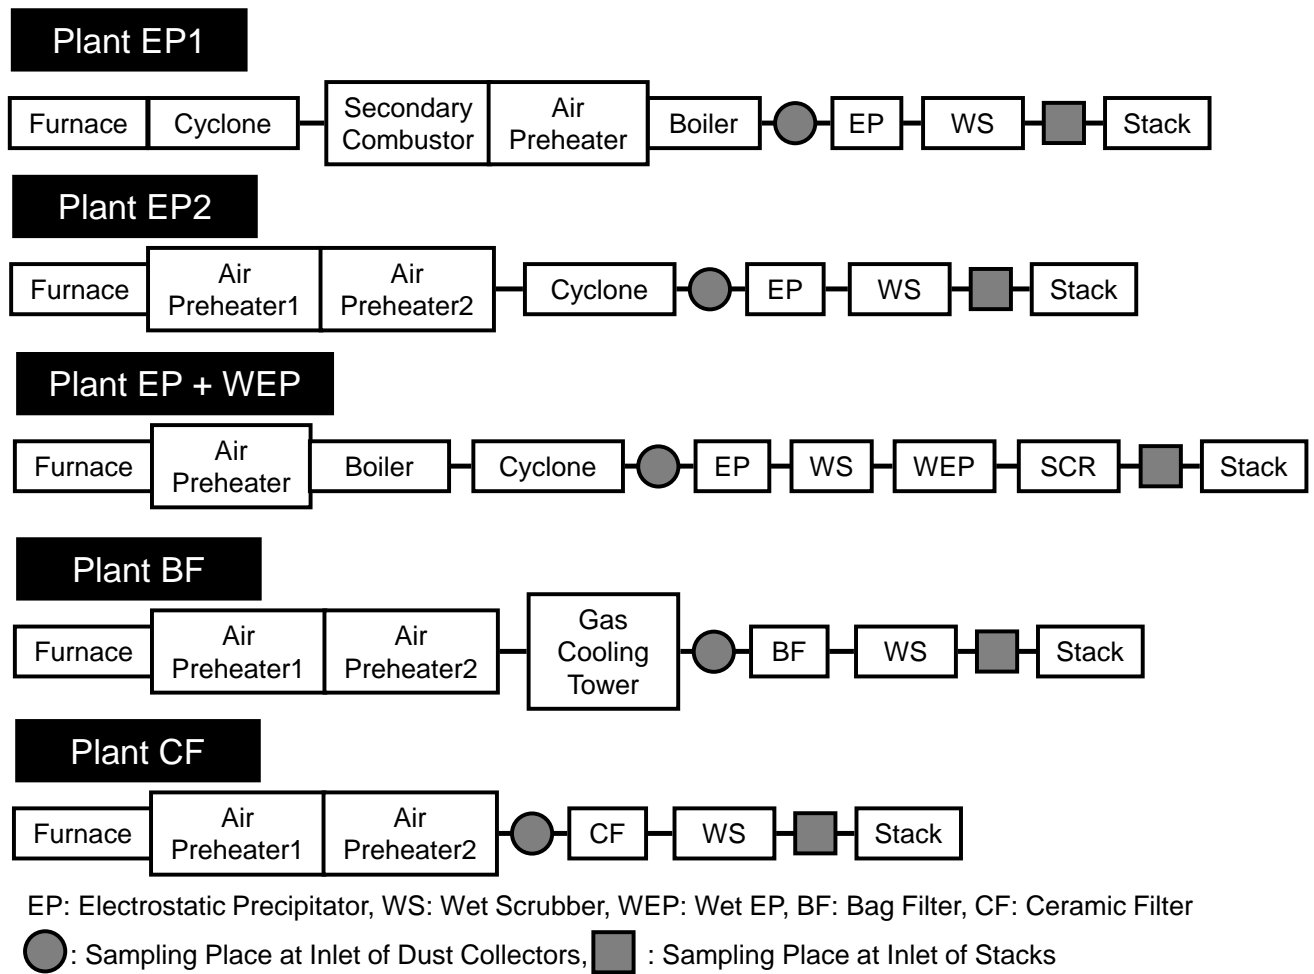 Plant EP1
Furnace
Cyclone
Secondary
Combustor
Air
Preheater
Boiler
EP
WS
Stack
Plant EP2
Furnace
Air
Preheater1
Air
Preheater2
Cyclone
EP
WS
Stack
Plant EP + WEP
Furnace
Air
Preheater
Boiler
Cyclone
EP
WS
WEP
SCR
Stack
Plant BF
Furnace
Air
Preheater1
Air
Preheater2
Gas
Cooling
Tower
BF
WS
Stack
Plant CF
Furnace
Air
Preheater1
Air
Preheater2
CF
WS
Stack
EP: Electrostatic Precipitator, WS: Wet Scrubber, WEP: Wet EP, BF: Bag Filter, CF: Ceramic Filter
: Sampling Place at Inlet of Dust Collectors, : Sampling Place at Inlet of Stacks